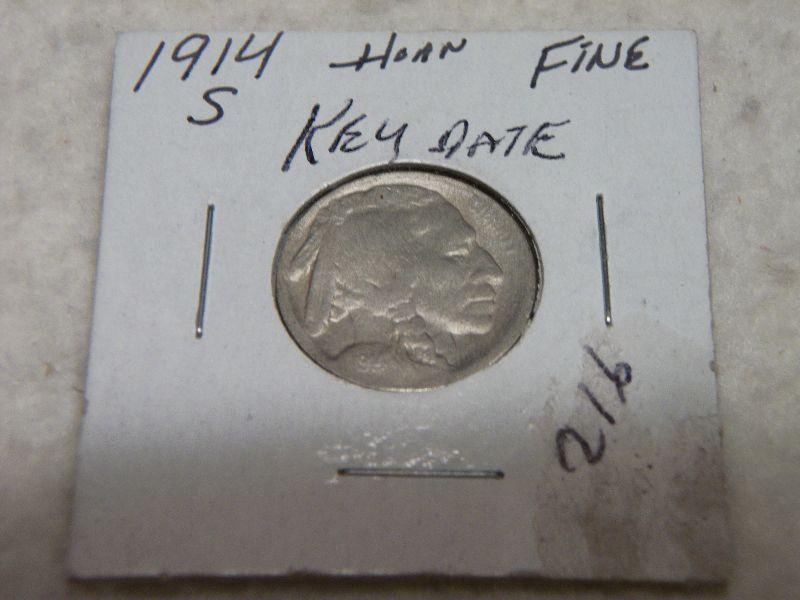 1914 HORN FINE
S
KEY DATE
216